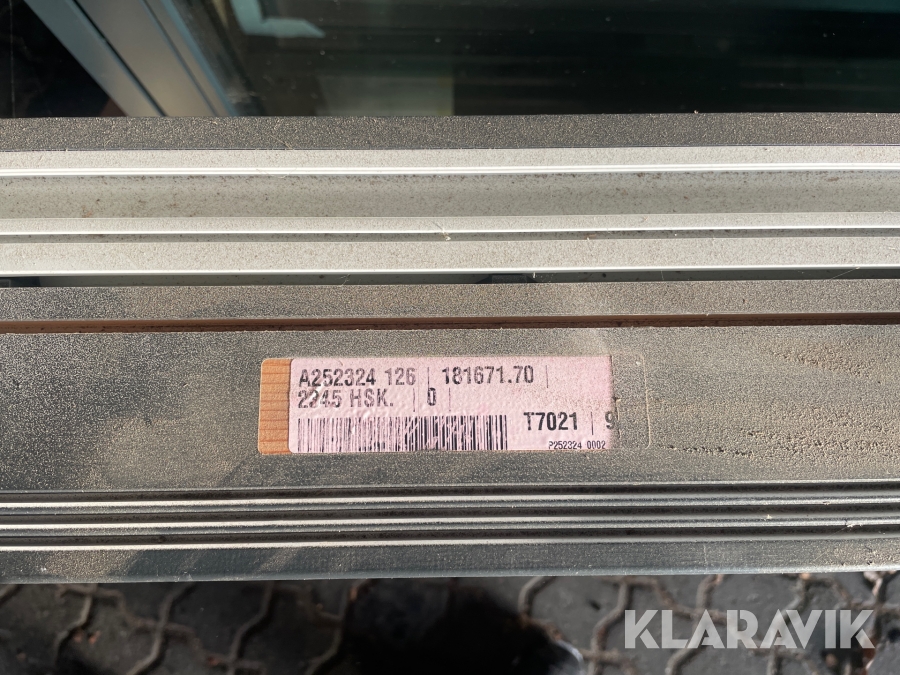 A252324 126 | 181671.70 |
2245 HSK. | 0 |
T7021 | 9
P252324 0002
KLARAVIK